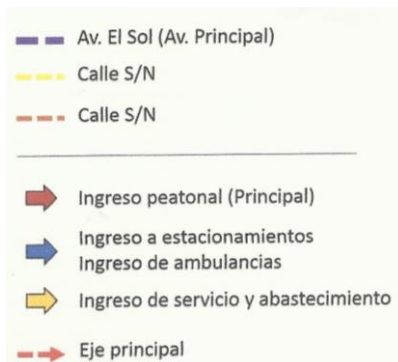 Av. El Sol (Av. Principal)
Calle S/N
Calle S/N
Ingreso peatonal (Principal)
Ingreso a estacionamientos
Ingreso de ambulancias
Ingreso de servicio y abastecimiento
Eje principal